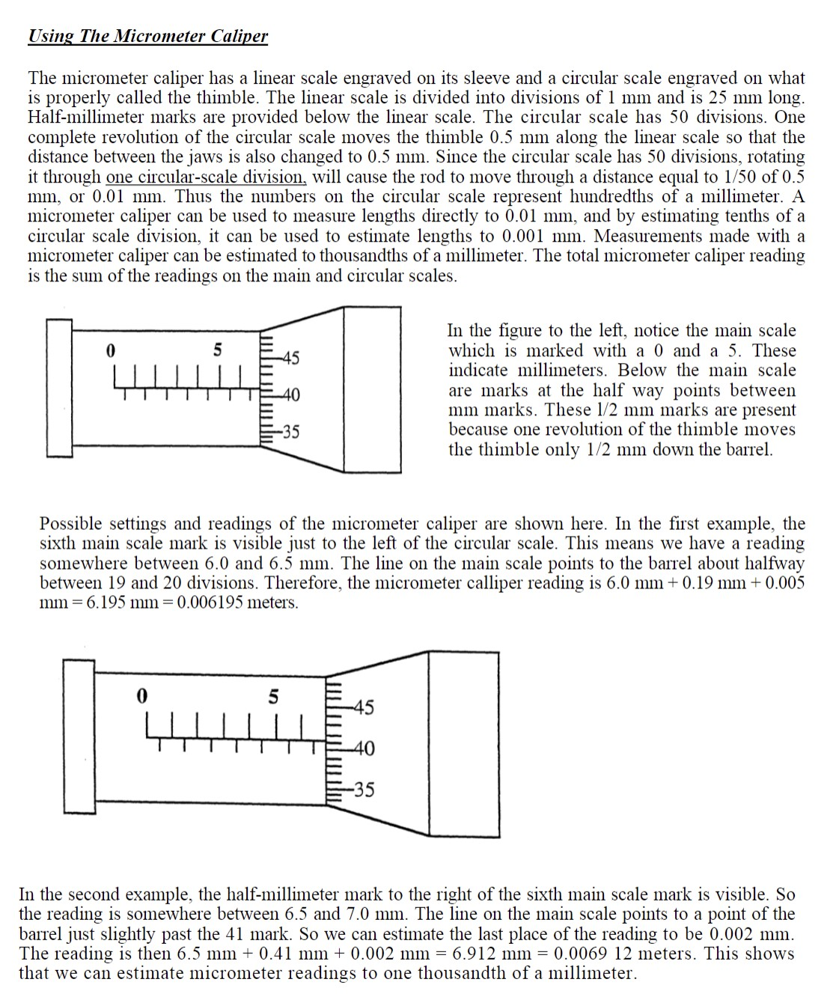 Using The Micrometer Caliper
The micrometer caliper has a linear scale engraved on its sleeve and a circular scale engraved on what
is properly called the thimble. The linear scale is divided into divisions of 1 mm and is 25 mm long.
Half-millimeter marks are provided below the linear scale. The circular scale has 50 divisions. One
complete revolution of the circular scale moves the thimble 0.5 mm along the linear scale so that the
distance between the jaws is also changed to 0.5 mm. Since the circular scale has 50 divisions, rotating
it through one circular-scale division, will cause the rod to move through a distance equal to 1/50 of 0.5
mm, or 0.01 mm. Thus the numbers on the circular scale represent hundredths of a millimeter. A
micrometer caliper can be used to measure lengths directly to 0.01 mm, and by estimating tenths of a
circular scale division, it can be used to estimate lengths to 0.001 mm. Measurements made with a
micrometer caliper can be estimated to thousandths of a millimeter. The total micrometer caliper reading
is the sum of the readings on the main and circular scales.
0 5
45
40
35
In the figure to the left, notice the main scale
which is marked with a 0 and a 5. These
indicate millimeters. Below the main scale
are marks at the half way points between
mm marks. These 1/2 mm marks are present
because one revolution of the thimble moves
the thimble only 1/2 mm down the barrel.
Possible settings and readings of the micrometer caliper are shown here. In the first example, the
sixth main scale mark is visible just to the left of the circular scale. This means we have a reading
somewhere between 6.0 and 6.5 mm. The line on the main scale points to the barrel about halfway
between 19 and 20 divisions. Therefore, the micrometer calliper reading is 6.0 mm + 0.19 mm + 0.005
mm = 6.195 mm = 0.006195 meters.
0 5
45
40
35
In the second example, the half-millimeter mark to the right of the sixth main scale mark is visible. So
the reading is somewhere between 6.5 and 7.0 mm. The line on the main scale points to a point of the
barrel just slightly past the 41 mark. So we can estimate the last place of the reading to be 0.002 mm.
The reading is then 6.5 mm + 0.41 mm + 0.002 mm = 6.912 mm = 0.0069 12 meters. This shows
that we can estimate micrometer readings to one thousandth of a millimeter.